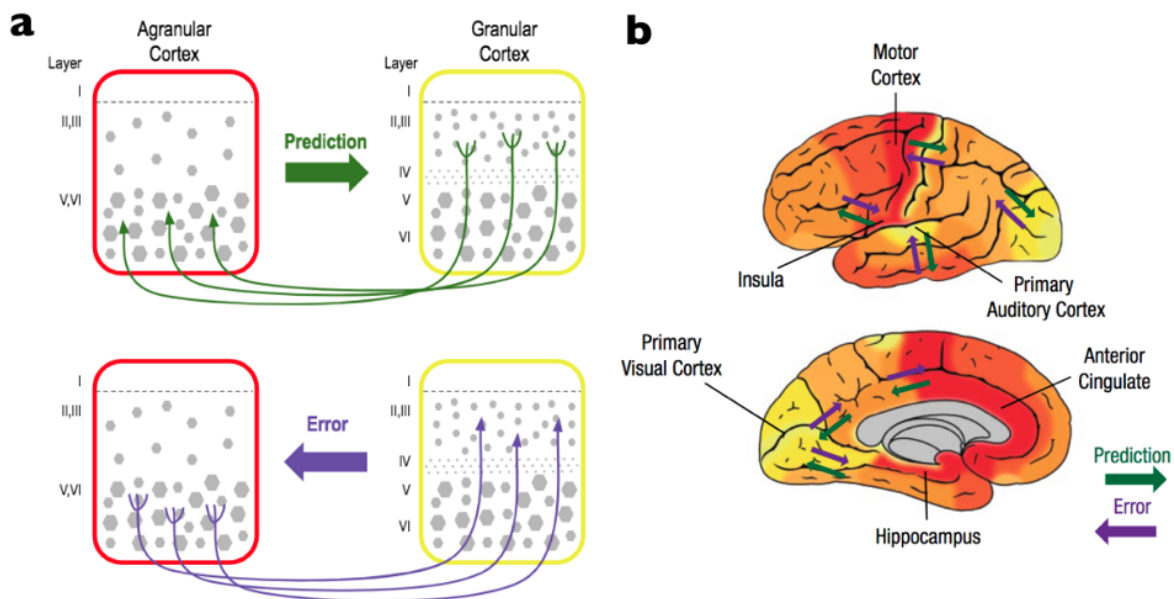 a
Agranular
Cortex
Layer
I
II,III
V,VI
Prediction
Granular
Cortex
Layer
I
II,III
IV
V
VI
I
II,III
V,VI
Error
I
II,III
IV
V
VI
b
Motor
Cortex
Insula
Primary
Auditory Cortex
Primary
Visual Cortex
Anterior
Cingulate
Hippocampus
Prediction
Error